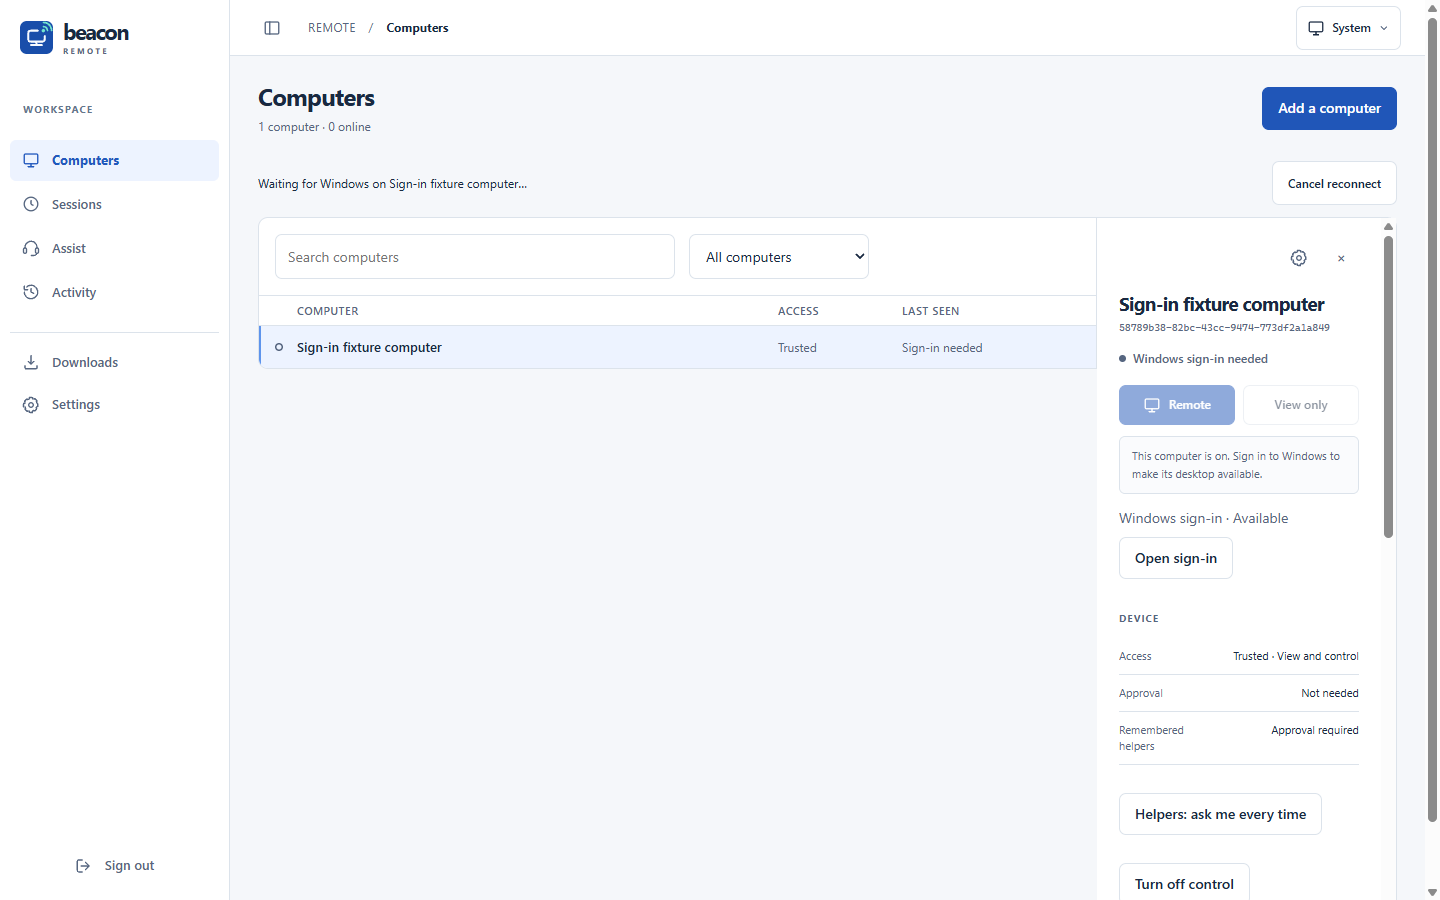 beacon
REMOTE
WORKSPACE
Computers
Sessions
Assist
Activity
Downloads
Settings
Sign out
REMOTE / Computers
System
Computers
1 computer · 0 online
Add a computer
Waiting for Windows on Sign-in fixture computer...
Cancel reconnect
Search computers
All computers
COMPUTER ACCESS LAST SEEN
Sign-in fixture computer Trusted Sign-in needed
×
Sign-in fixture computer
58789b38-82bc-43cc-9474-773df2a1a849
Windows sign-in needed
Remote View only
This computer is on. Sign in to Windows to
make its desktop available.
Windows sign-in · Available
Open sign-in
DEVICE
Access Trusted · View and control
Approval Not needed
Remembered Approval required
helpers
Helpers: ask me every time
Turn off control